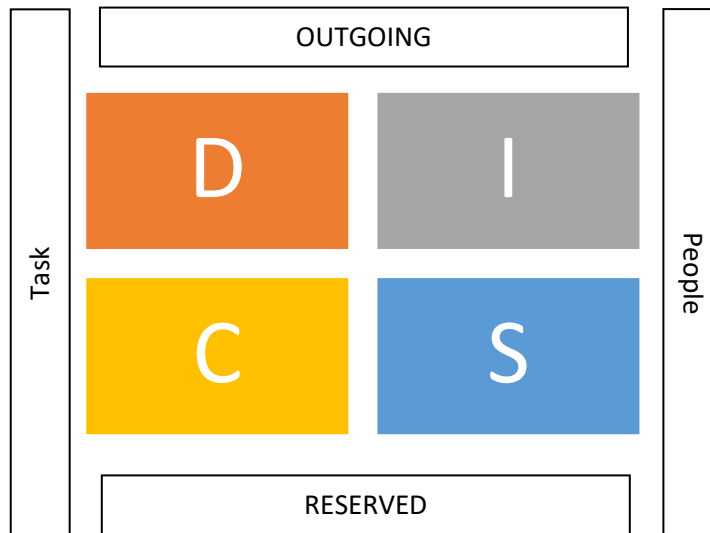 OUTGOING
D
I
Task
People
C
S
RESERVED